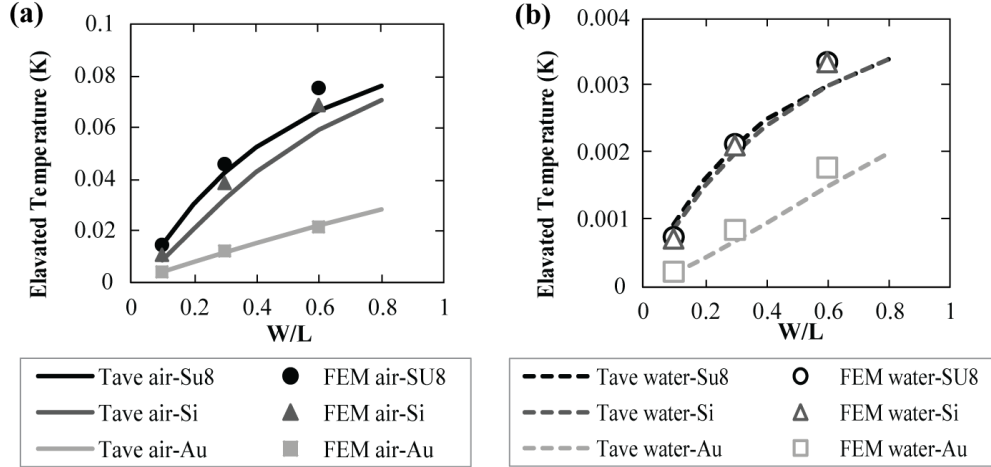 (a)
Elavated Temperature (K)
0.1
0.08
0.06
0.04
0.02
0
0 0.2 0.4 0.6 0.8 1
W/L
Tave air-Su8 FEM air-SU8
Tave air-Si FEM air-Si
Tave air-Au FEM air-Au
(b)
Elavated Temperature (K)
0.004
0.003
0.002
0.001
0
0 0.2 0.4 0.6 0.8 1
W/L
Tave water-Su8 FEM water-SU8
Tave water-Si FEM water-Si
Tave water-Au FEM water-Au